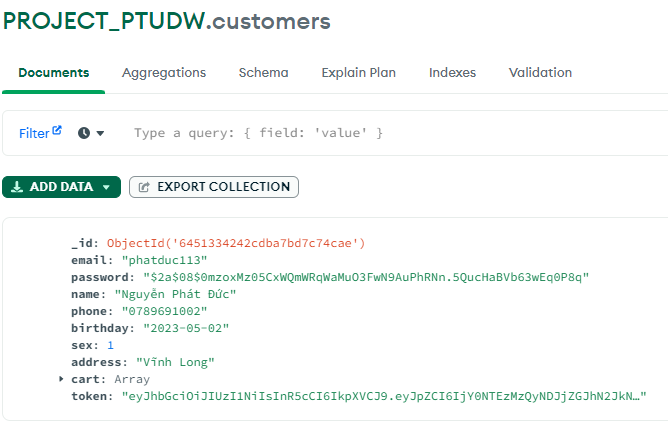 PROJECT_PTUDW.customers
Documents Aggregations Schema Explain Plan Indexes Validation
Filter Type a query: { field: 'value' }
ADD DATA EXPORT COLLECTION
_id: ObjectId('6451334242cdba7bd7c74cae')
email: "phatduc113"
password: "$2a$08$0mzoxMz05CxWQmWRqWaMuO3FwN9AuPhRNn.5QucHaBVb63wEq0P8q"
name: "Nguyễn Phát Đức"
phone: "0789691002"
birthday: "2023-05-02"
sex: 1
address: "Vĩnh Long"
cart: Array
token: "eyJhbGciOiJIUzI1NiIsInR5cCI6IkpXVCJ9.eyJpZCI6IjY0NTEzMzQyNDJjZGJhN2JkN…"